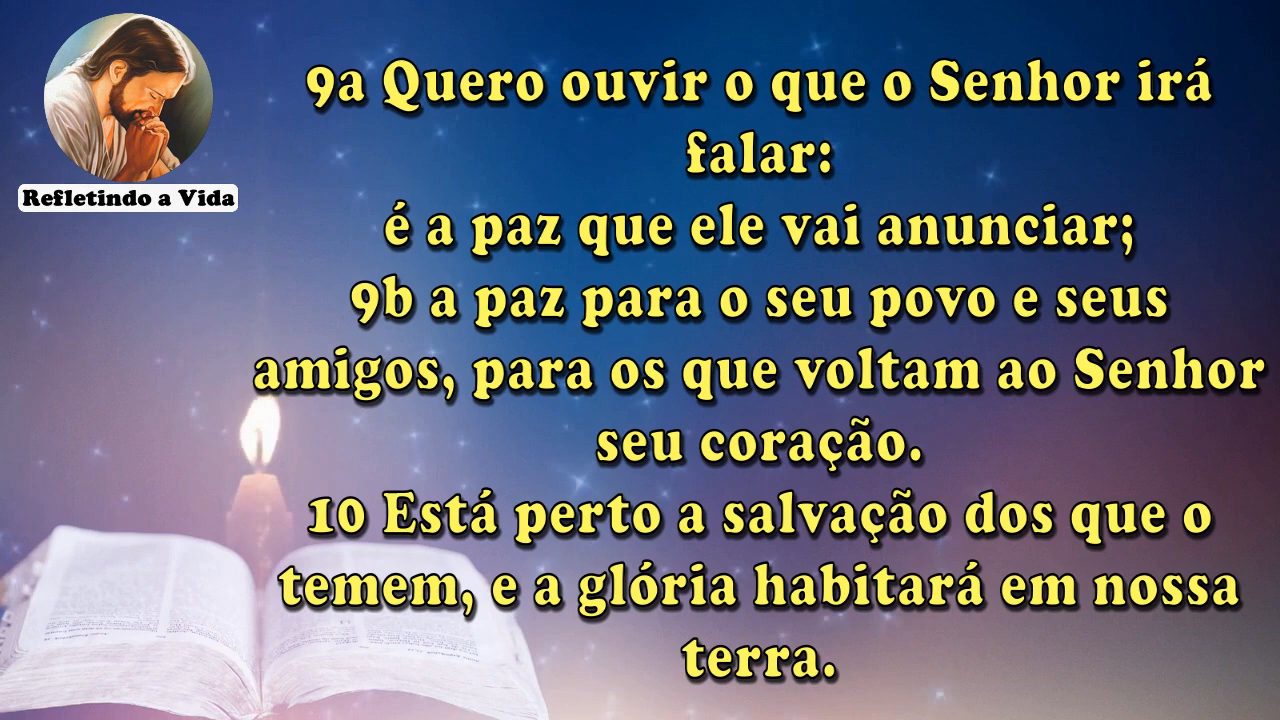 Refletindo a Vida
9a Quero ouvir o que o Senhor irá
falar:
é a paz que ele vai anunciar;
9b a paz para o seu povo e seus
amigos, para os que voltam ao Senhor
seu coração.
10 Está perto a salvação dos que o
temem, e a glória habitará em nossa
terra.